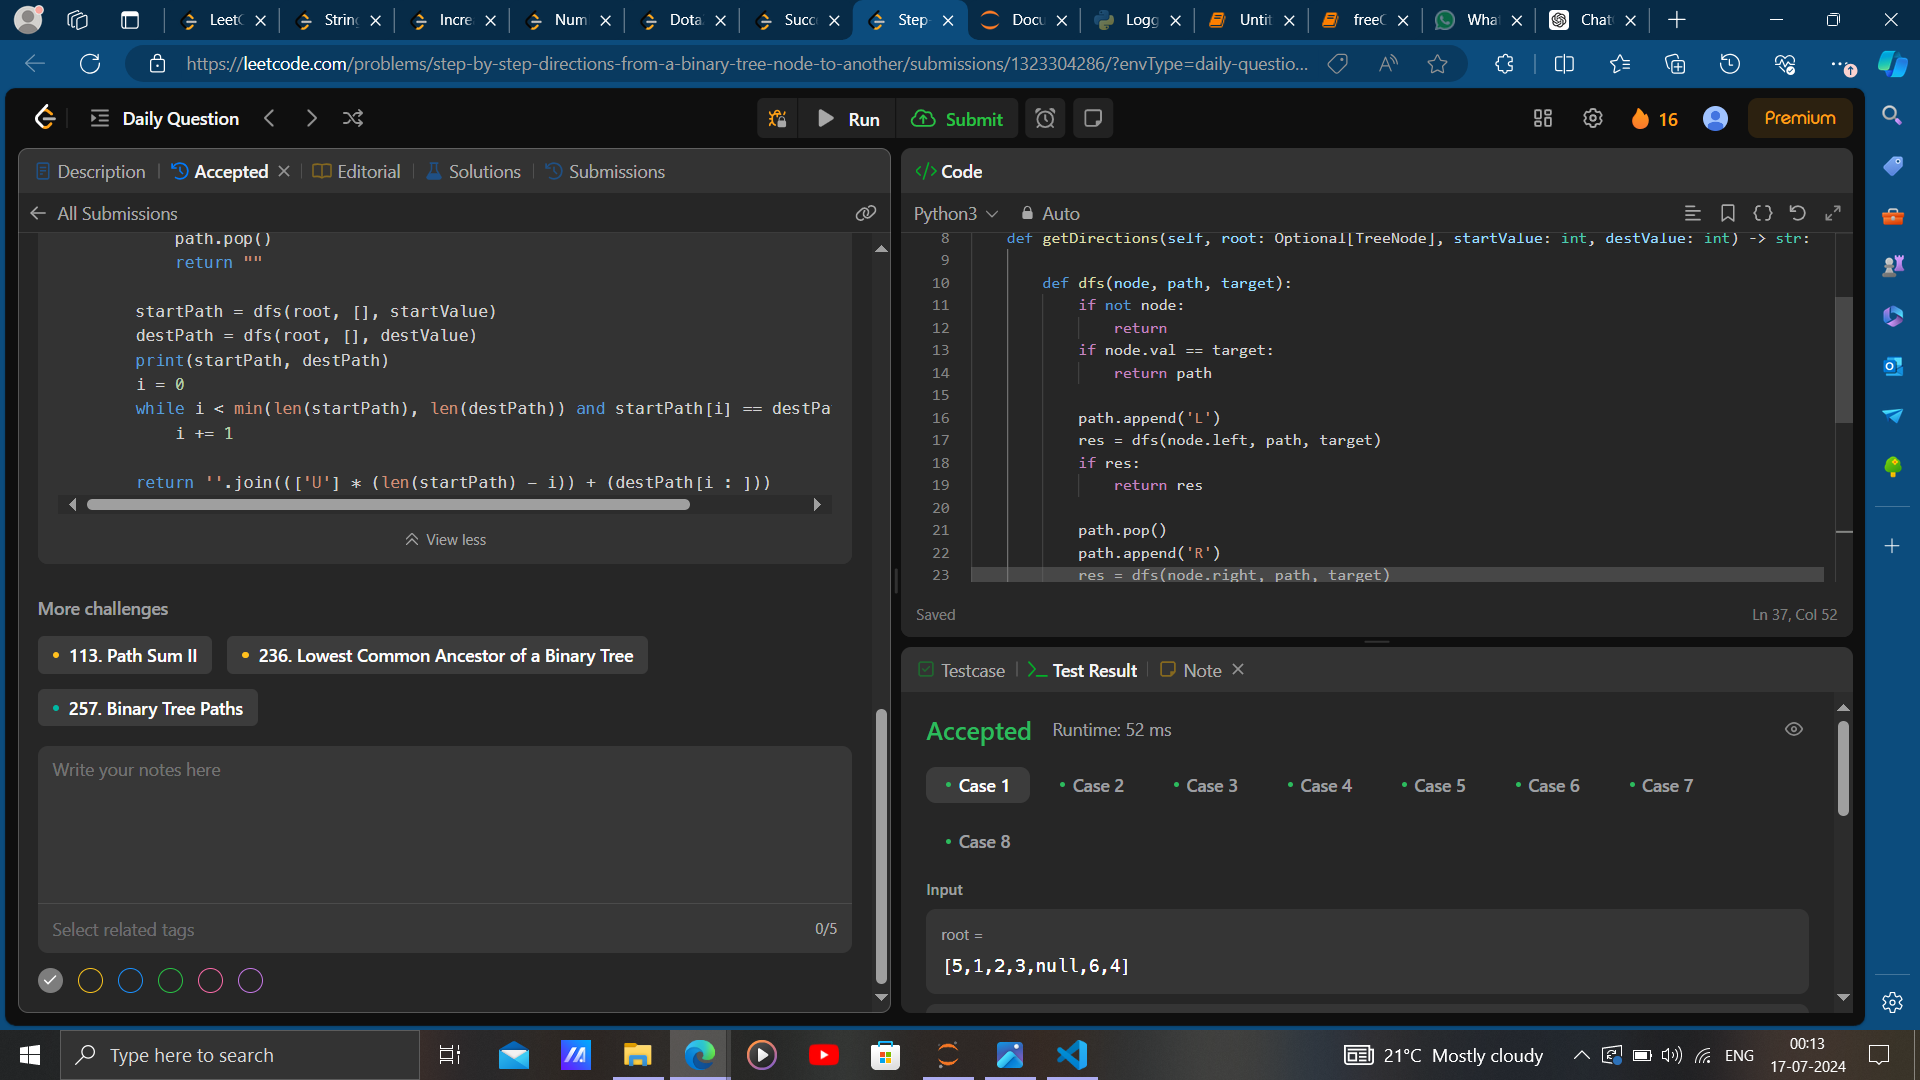 LeetC
String
Incre
Num
Dota
Succ
Step-
Docu
Logg
Untit
freeC
What
Chat
https://leetcode.com/problems/step-by-step-directions-from-a-binary-tree-node-to-another/submissions/1323304286/?envType=daily-questio...
Daily Question
Run
Submit
16
Premium
Description
Accepted
Editorial
Solutions
Submissions
All Submissions
path.pop()
return ""
startPath = dfs(root, [], startValue)
destPath = dfs(root, [], destValue)
print(startPath, destPath)
i = 0
while i < min(len(startPath), len(destPath)) and startPath[i] == destPa
i += 1
return ''.join((['U'] * (len(startPath) - i)) + (destPath[i : ]))
View less
More challenges
113. Path Sum II
236. Lowest Common Ancestor of a Binary Tree
257. Binary Tree Paths
Write your notes here
Select related tags
0/5
</> Code
Python3
Auto
8 def getDirections(self, root: Optional[TreeNode], startValue: int, destValue: int) -> str:
9
10 def dfs(node, path, target):
11 if not node:
12 return
13 if node.val == target:
14 return path
15
16 path.append('L')
17 res = dfs(node.left, path, target)
18 if res:
19 return res
20
21 path.pop()
22 path.append('R')
23 res = dfs(node.right, path, target)
Saved
Ln 37, Col 52
Testcase
Test Result
Note
Accepted
Runtime: 52 ms
Case 1
Case 2
Case 3
Case 4
Case 5
Case 6
Case 7
Case 8
Input
root =
[5,1,2,3,null,6,4]
Type here to search
21°C Mostly cloudy
ENG
00:13
17-07-2024